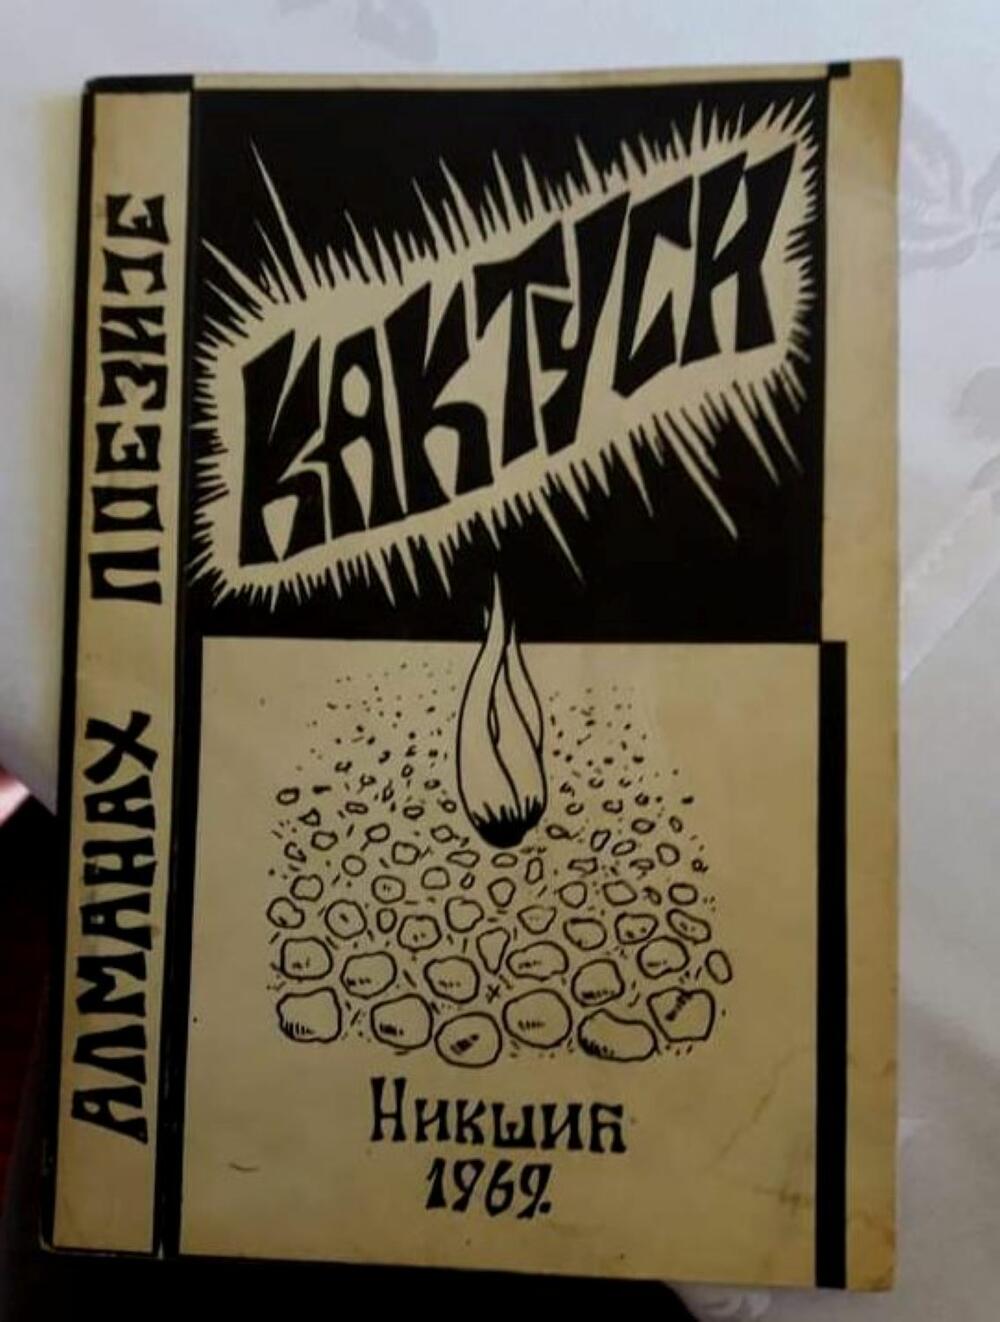 АЛМАНАХ ПОЕЗИЈЕ
КАКТУСИ
Никшић
1969.